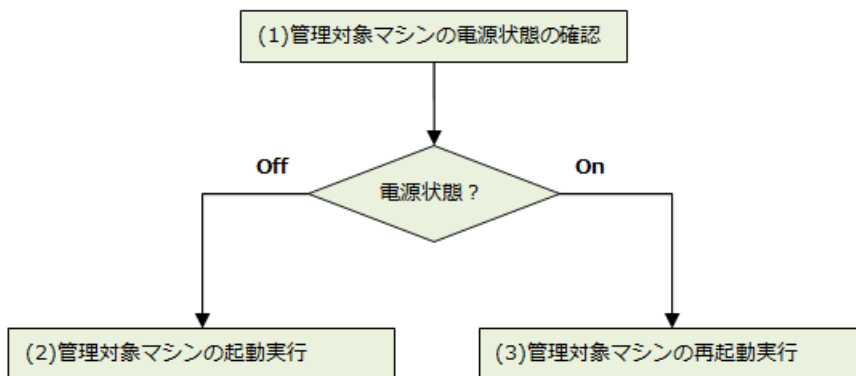 (1)管理対象マシンの電源状態の確認
Off
On
電源状態？
(2)管理対象マシンの起動実行
(3)管理対象マシンの再起動実行